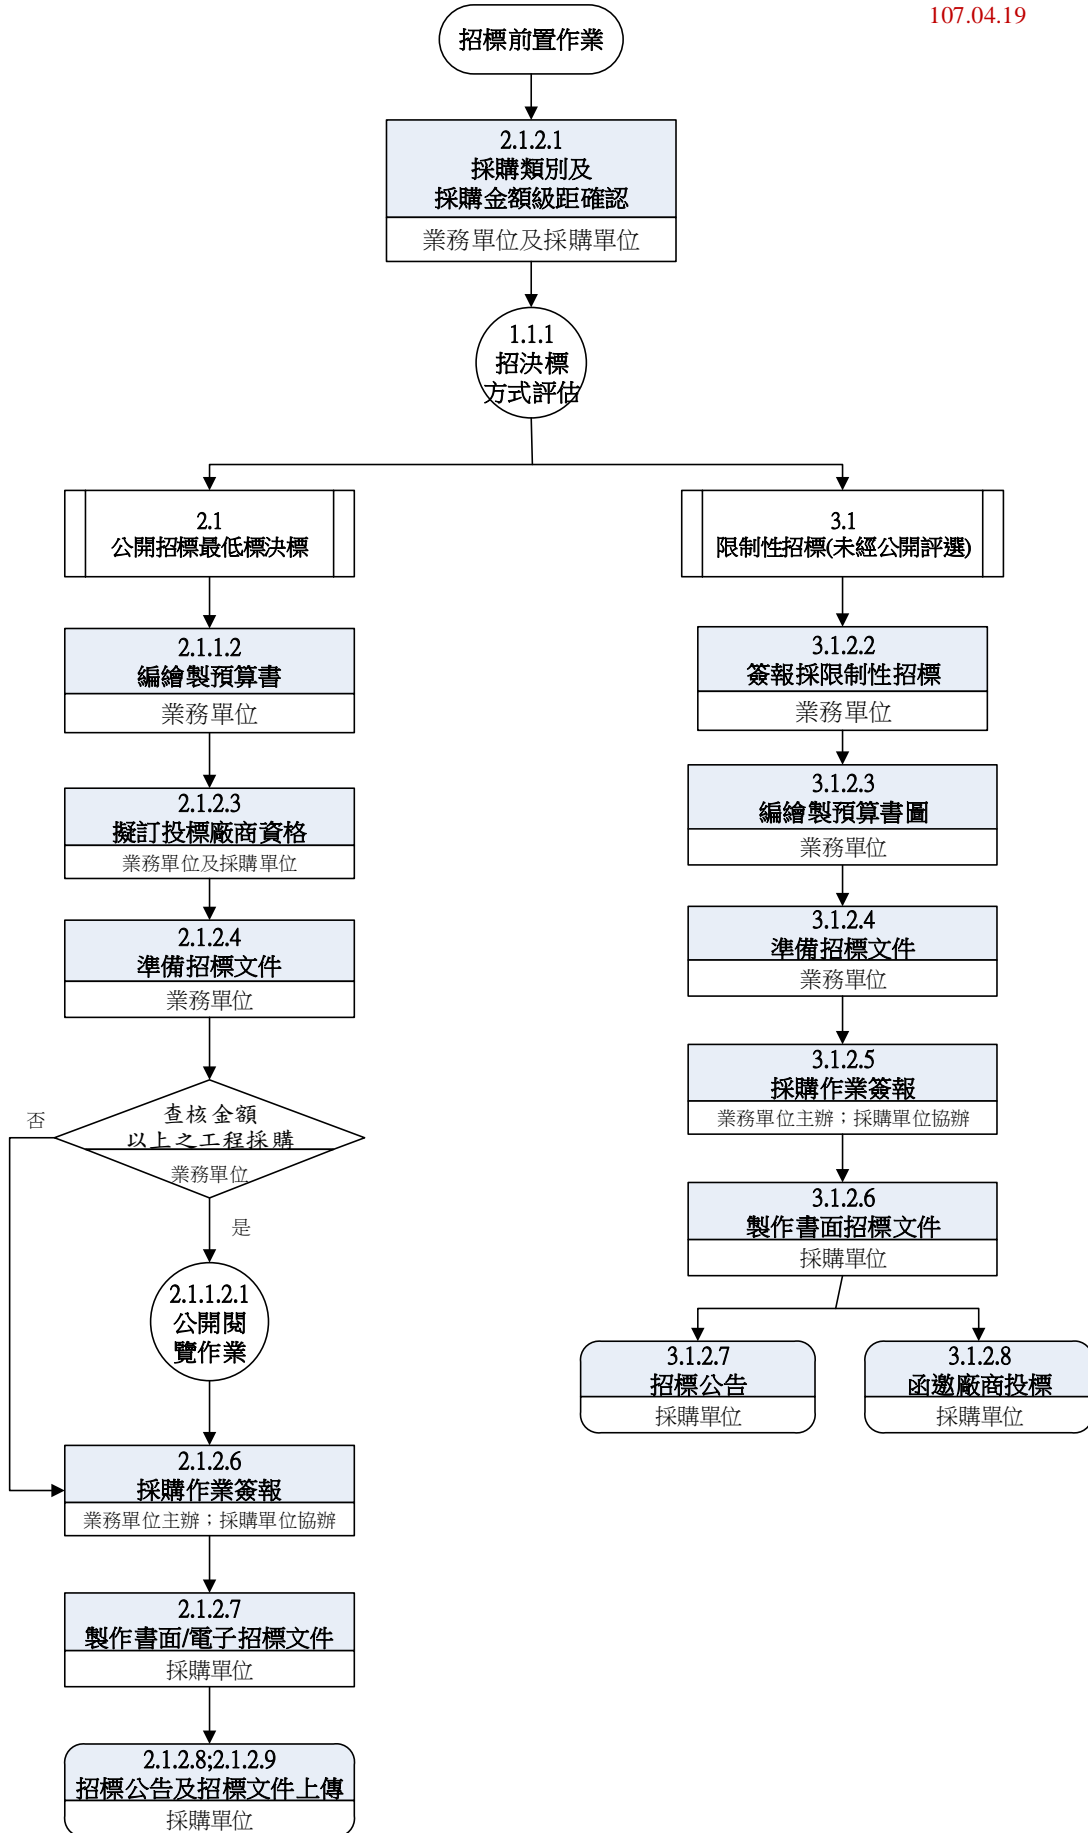 107.04.19
招標前置作業
2.1.2.1
採購類別及
採購金額級距確認
業務單位及採購單位
1.1.1
招決標
方式評估
2.1
公開招標最低標決標
2.1.1.2
編繪製預算書
業務單位
2.1.2.3
擬訂投標廠商資格
業務單位及採購單位
2.1.2.4
準備招標文件
業務單位
查核金額
以上之工程採購
業務單位
否
是
2.1.1.2.1
公開閱
覽作業
2.1.2.6
採購作業簽報
業務單位主辦；採購單位協辦
2.1.2.7
製作書面/電子招標文件
採購單位
2.1.2.8;2.1.2.9
招標公告及招標文件上傳
採購單位
3.1
限制性招標(未經公開評選)
3.1.2.2
簽報採限制性招標
業務單位
3.1.2.3
編繪製預算書圖
業務單位
3.1.2.4
準備招標文件
業務單位
3.1.2.5
採購作業簽報
業務單位主辦；採購單位協辦
3.1.2.6
製作書面招標文件
採購單位
3.1.2.7
招標公告
採購單位
3.1.2.8
函邀廠商投標
採購單位